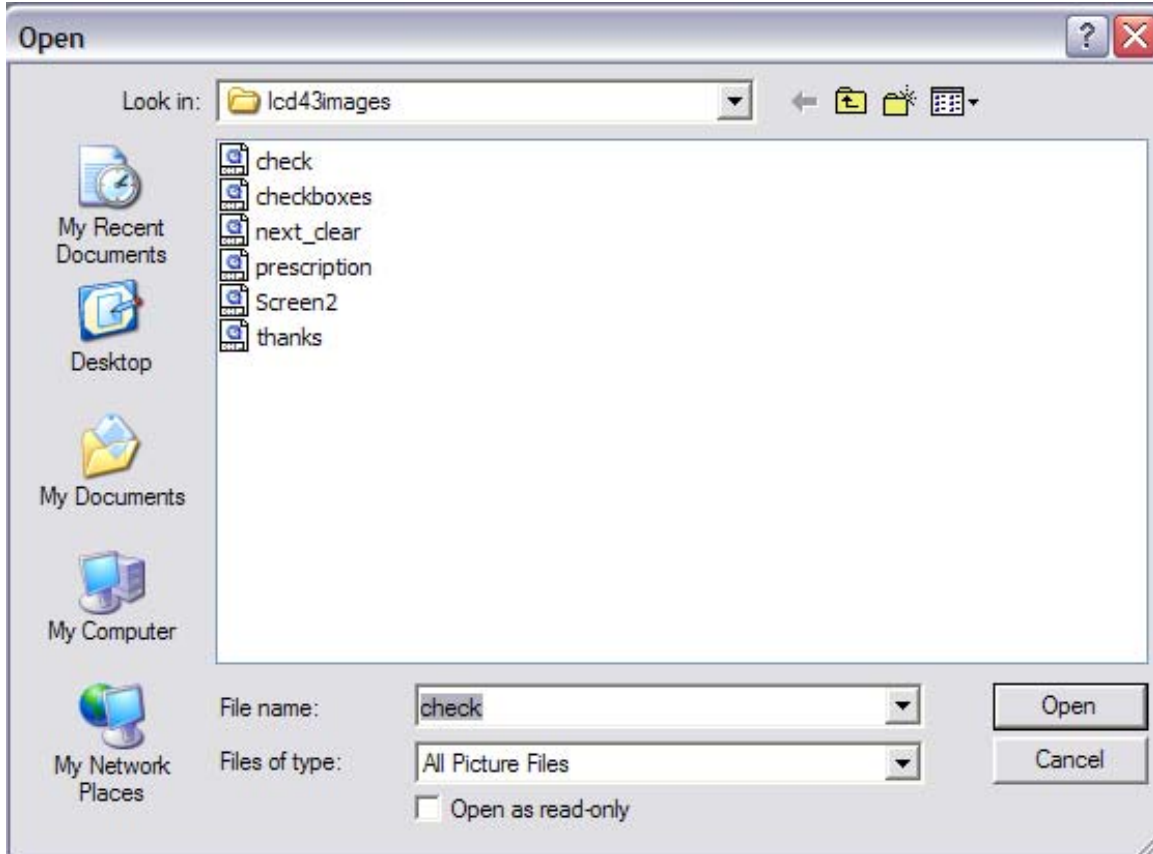 Open
Look in: lcd43images
check
checkboxes
next_clear
prescription
Screen2
thanks
My Recent
Documents
Desktop
My Documents
My Computer
My Network
Places
File name: check
Open
Files of type: All Picture Files
Cancel
Open as read-only